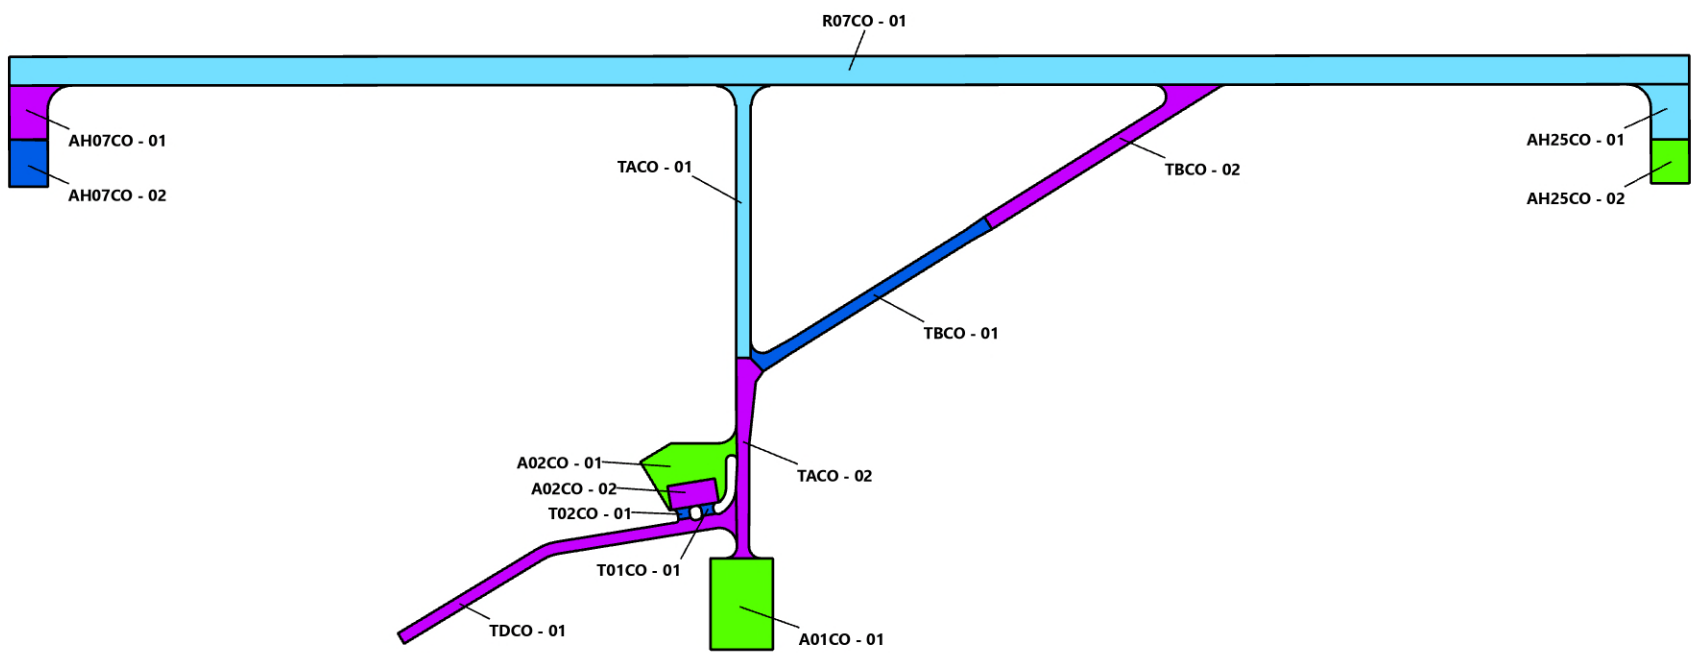 R07CO - 01
AH07CO - 01
AH07CO - 02
TACO - 01
TBCO - 02
AH25CO - 01
AH25CO - 02
TBCO - 01
A02CO - 01
A02CO - 02
T02CO - 01
TACO - 02
T01CO - 01
TDCO - 01
A01CO - 01